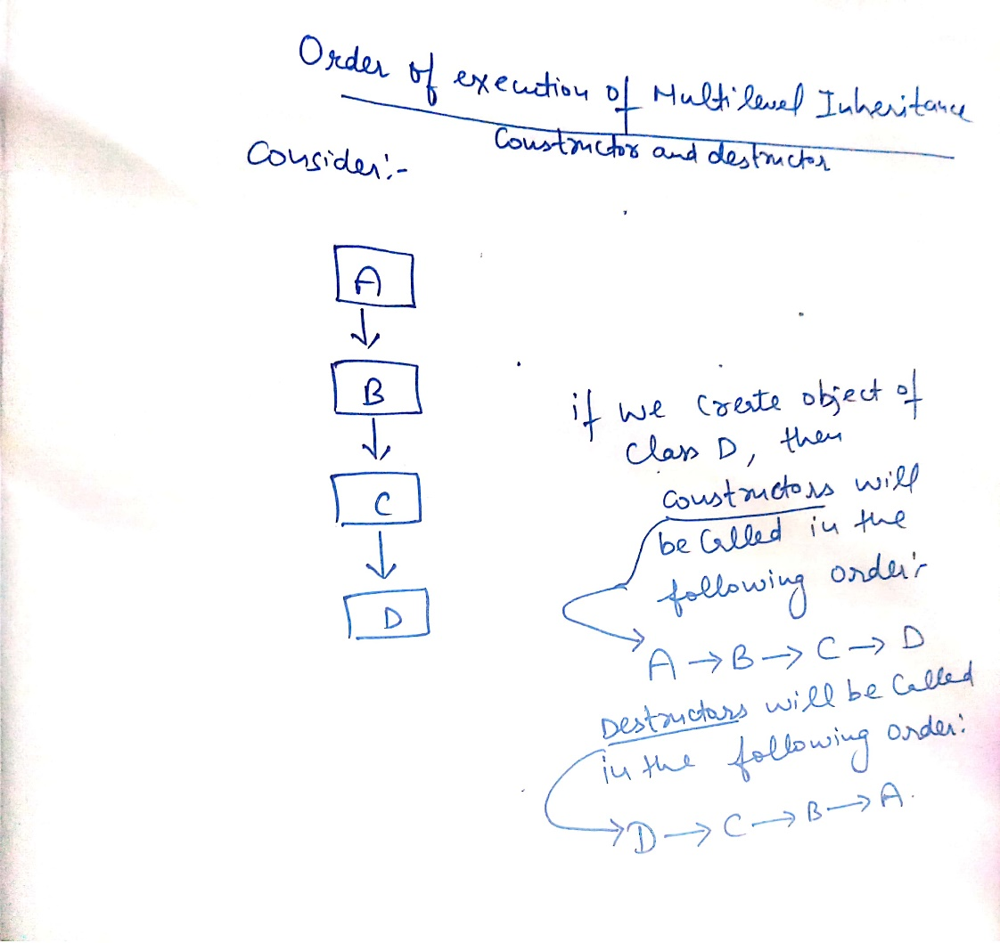 Order of execution of Multilevel Inheritance
Constructor and destructor
Consider:-
A
B
C
D
if we create object of
Class D, then
constructors will
be Called in the
following order:-
A → B → C → D
Destructors will be Called
in the following order:
D → C → B → A.